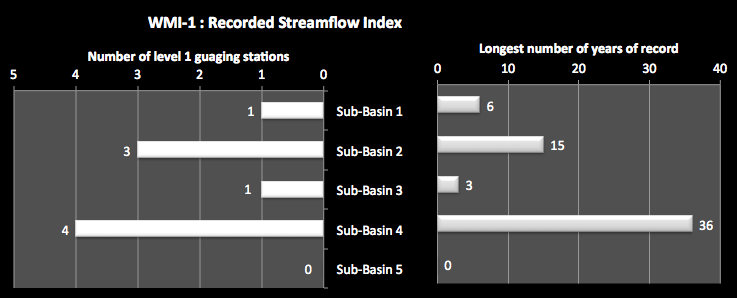 WMI-1 : Recorded Streamflow Index
Number of level 1 guaging stations
5 4 3 2 1 0
Longest number of years of record
0 10 20 30 40
1 Sub-Basin 1 6
3 Sub-Basin 2 15
1 Sub-Basin 3 3
4 Sub-Basin 4 36
0 Sub-Basin 5 0